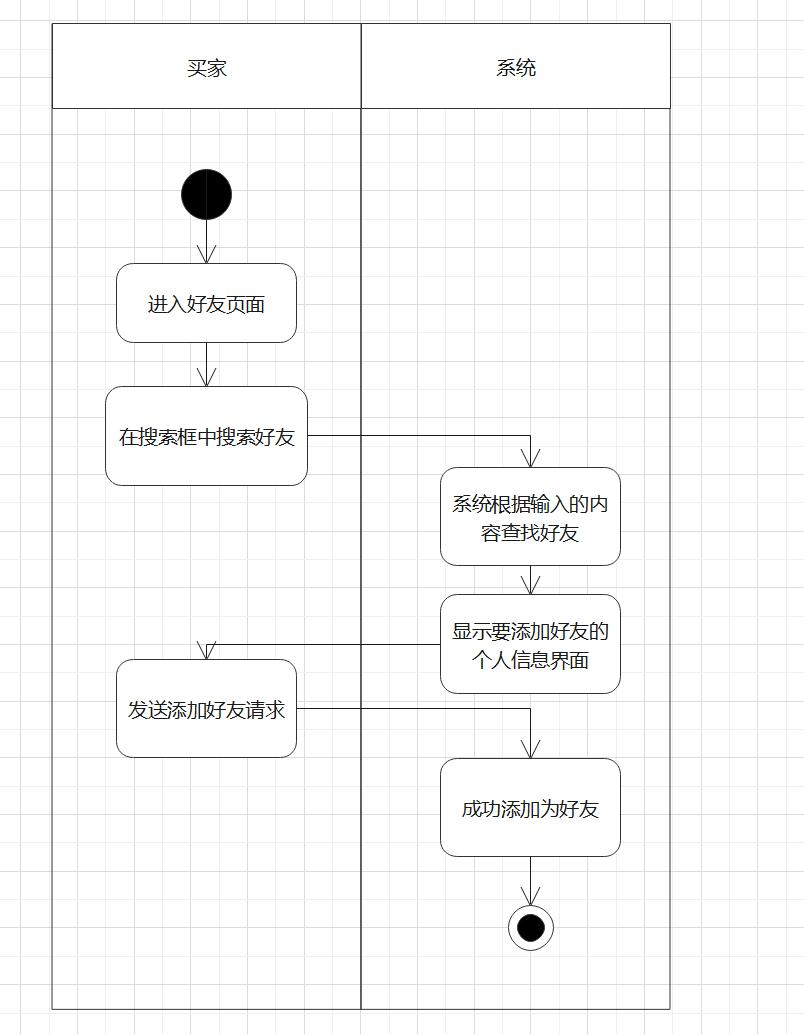 买家
系统
进入好友页面
在搜索框中搜索好友
系统根据输入的内
容查找好友
显示要添加好友的
个人信息界面
发送添加好友请求
成功添加为好友